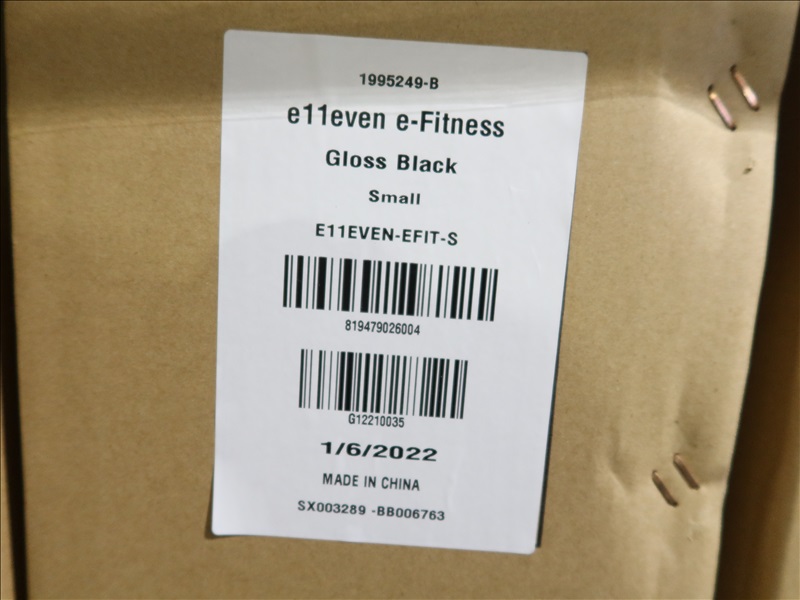 1995249-B
e11even e-Fitness
Gloss Black
Small
E11EVEN-EFIT-S
819479026004
G12210035
1/6/2022
MADE IN CHINA
SX003289 -BB006763